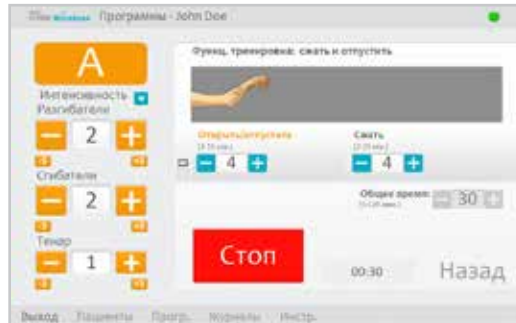 Wireless Программы - John Doe
A
Интенсивность
Разгибатели
2
Сгибатели
2
Тенар
1
Функц. тренировка: сжать и отпустить
Открыть/отпустить
4
Сжать
4
Общее время:
30
Стоп
00:30
Назад
Выход Пациенты Прогр. Журналы Инстр.